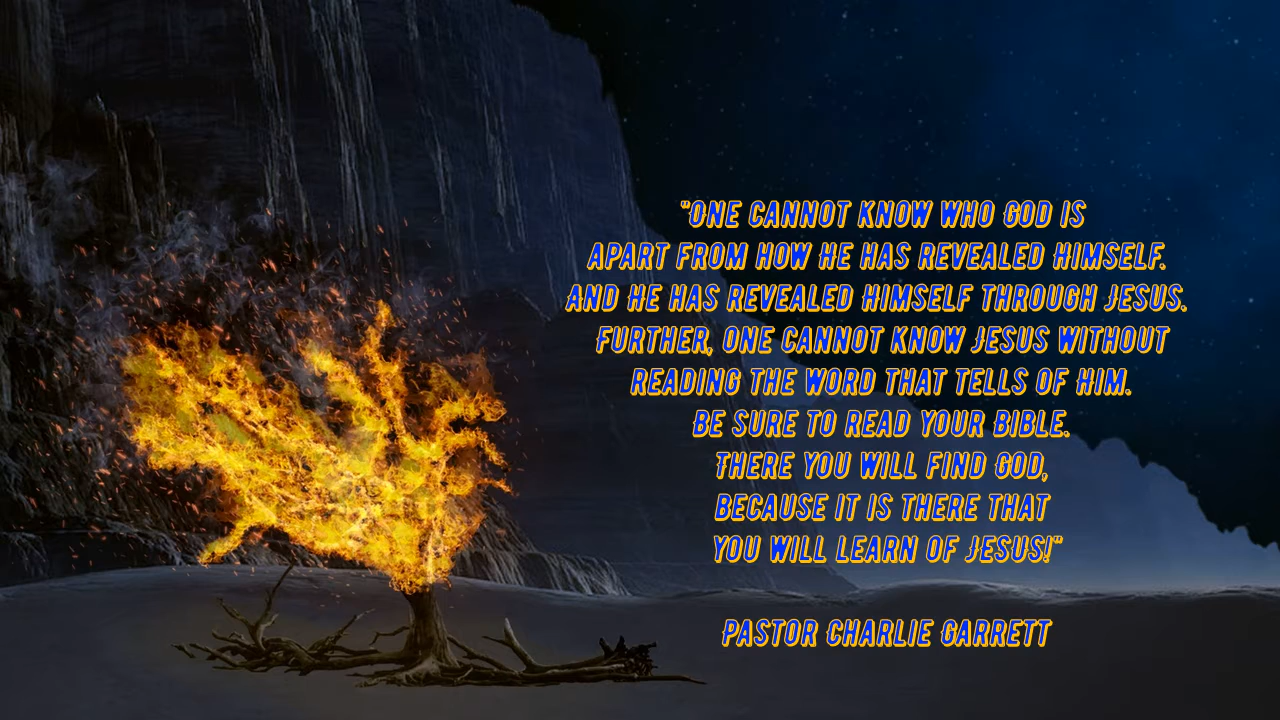 "One cannot know who God is
apart from how He has revealed Himself.
And He has revealed Himself through Jesus.
Further, one cannot know Jesus without
reading the Word that tells of Him.
Be sure to read your Bible.
There you will find God,
because it is there that
you will learn of Jesus!"
Pastor Charlie Garrett